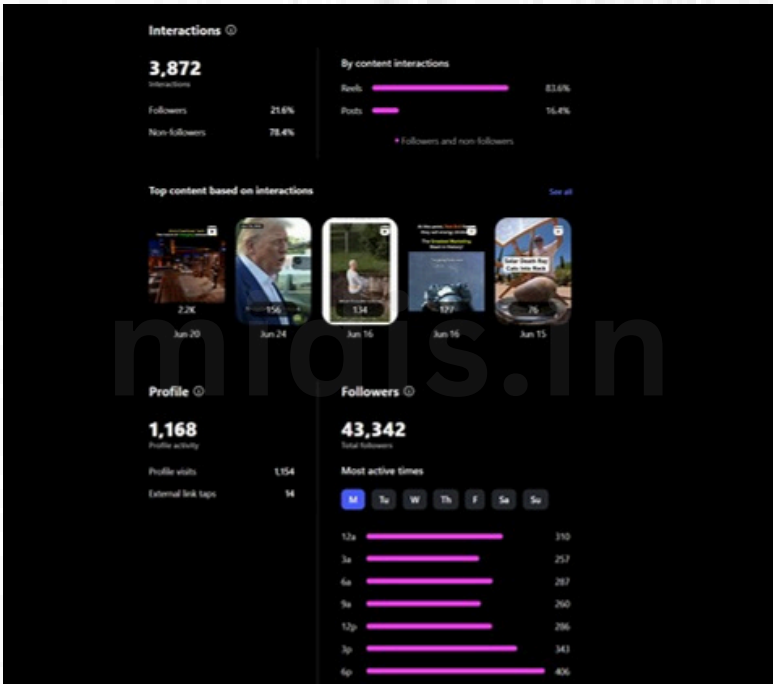 Interactions
3,872
Interactions
Followers 21.6%
Non-followers 78.4%
By content interactions
Reels 83.6%
Posts 16.4%
Followers and non-followers
Top content based on interactions
See all
Solar Death Ray
Cuts Into Rock
2.2K
156
134
127
76
Jun 20
Jun 24
Jun 16
Jun 16
Jun 15
midis.in
Profile
1,168
Profile activity
Profile visits 1,154
External link taps 14
Followers
43,342
Total followers
Most active times
M Tu W Th F Sa Su
12a 310
3a 257
6a 287
9a 260
12p 286
3p 343
6p 406